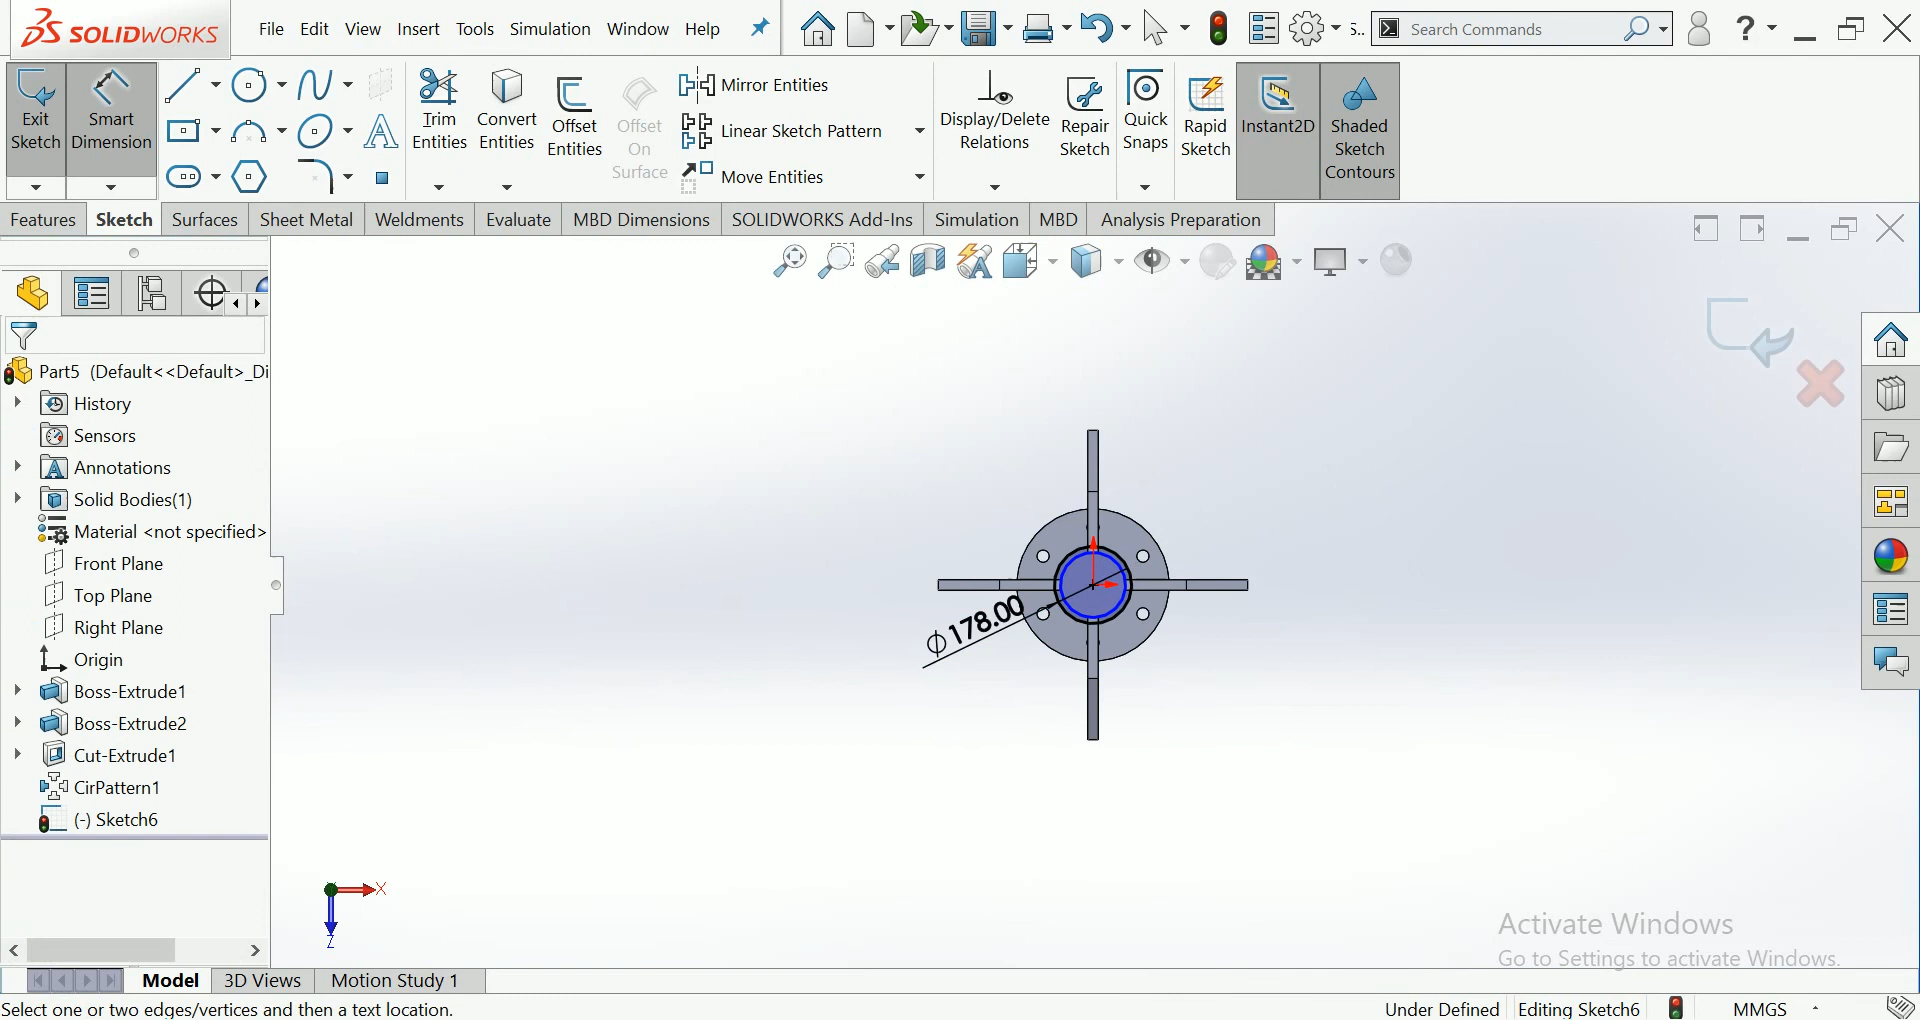 SOLIDWORKS
File Edit View Insert Tools Simulation Window Help
S..
Search Commands
?
Exit Sketch
Smart Dimension
Trim Entities
Convert Entities
Offset Entities
Offset On Surface
Mirror Entities
Linear Sketch Pattern
Move Entities
Display/Delete Relations
Repair Sketch
Quick Snaps
Rapid Sketch
Instant2D
Shaded Sketch Contours
Features Sketch Surfaces Sheet Metal Weldments Evaluate MBD Dimensions SOLIDWORKS Add-Ins Simulation MBD Analysis Preparation
Part5 (Default<<Default>_Di
History
Sensors
Annotations
Solid Bodies(1)
Material <not specified>
Front Plane
Top Plane
Right Plane
Origin
Boss-Extrude1
Boss-Extrude2
Cut-Extrude1
CirPattern1
(-) Sketch6
Φ178.00
X
Z
Activate Windows
Go to Settings to activate Windows.
Model 3D Views Motion Study 1
Select one or two edges/vertices and then a text location.
Under Defined Editing Sketch6 MMGS